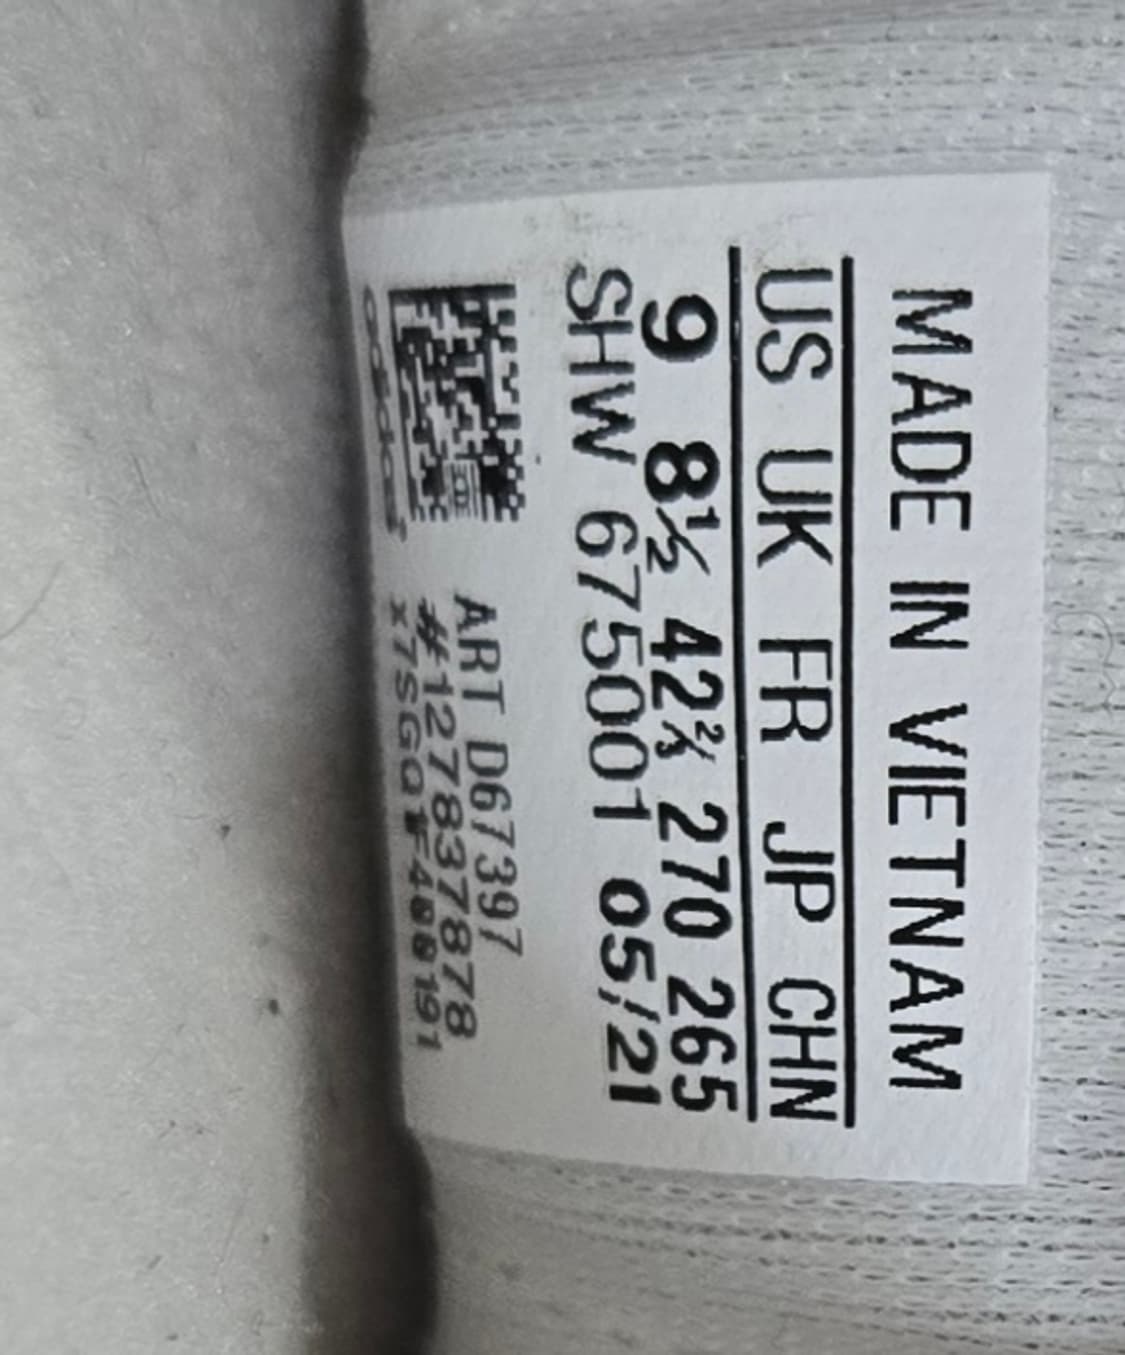 MADE IN VIETNAM
US UK FR JP CHN
9 8½ 42⅔ 270 265
SHW 675001 05/21
ART D67397
#127837878
adidas